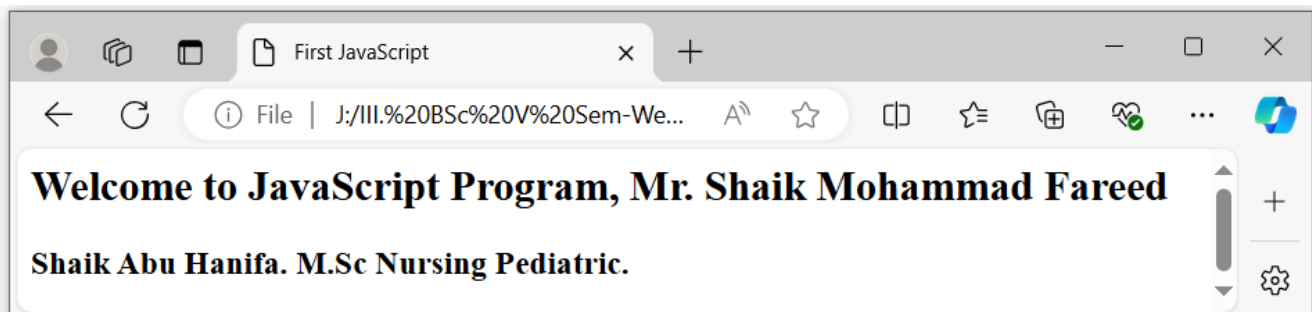 First JavaScript
File | J:/III.%20BSc%20V%20Sem-We...
Welcome to JavaScript Program, Mr. Shaik Mohammad Fareed
Shaik Abu Hanifa. M.Sc Nursing Pediatric.